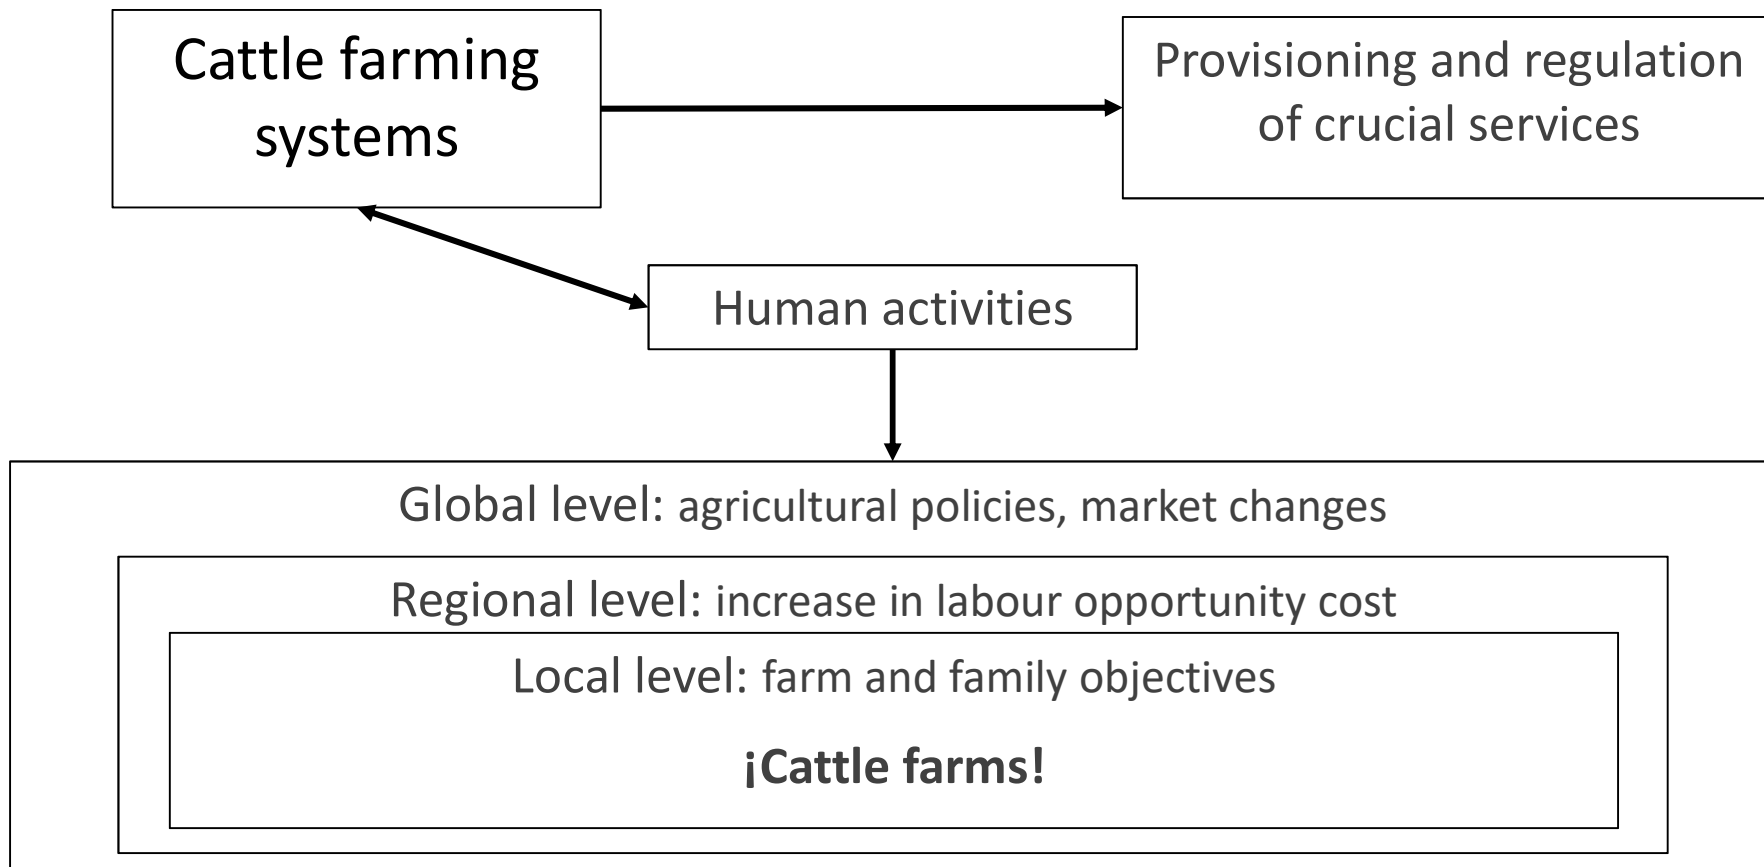 Cattle farming
systems
Provisioning and regulation
of crucial services
Human activities
Global level: agricultural policies, market changes
Regional level: increase in labour opportunity cost
Local level: farm and family objectives
¡Cattle farms!